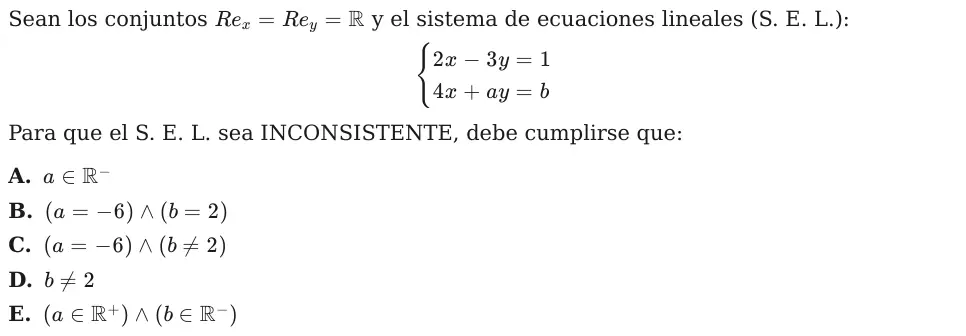 Sean los conjuntos Reₓ = Re_y = ℝ y el sistema de ecuaciones lineales (S. E. L.):
{2x − 3y = 1
4x + ay = b
Para que el S. E. L. sea INCONSISTENTE, debe cumplirse que:
A. a ∈ ℝ⁻
B. (a = −6) ∧ (b = 2)
C. (a = −6) ∧ (b ≠ 2)
D. b ≠ 2
E. (a ∈ ℝ⁺) ∧ (b ∈ ℝ⁻)